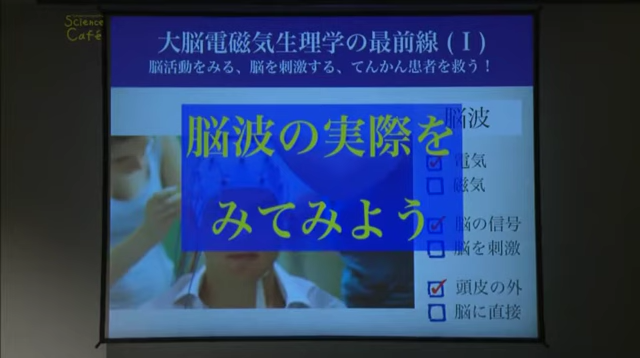 Science
Café
大脳電磁気生理学の最前線(Ⅰ)
脳活動をみる、脳を刺激する、てんかん患者を救う!
脳波の実際を
みてみよう
脳波
電気
磁気
脳の信号
脳を刺激
頭皮の外
脳に直接